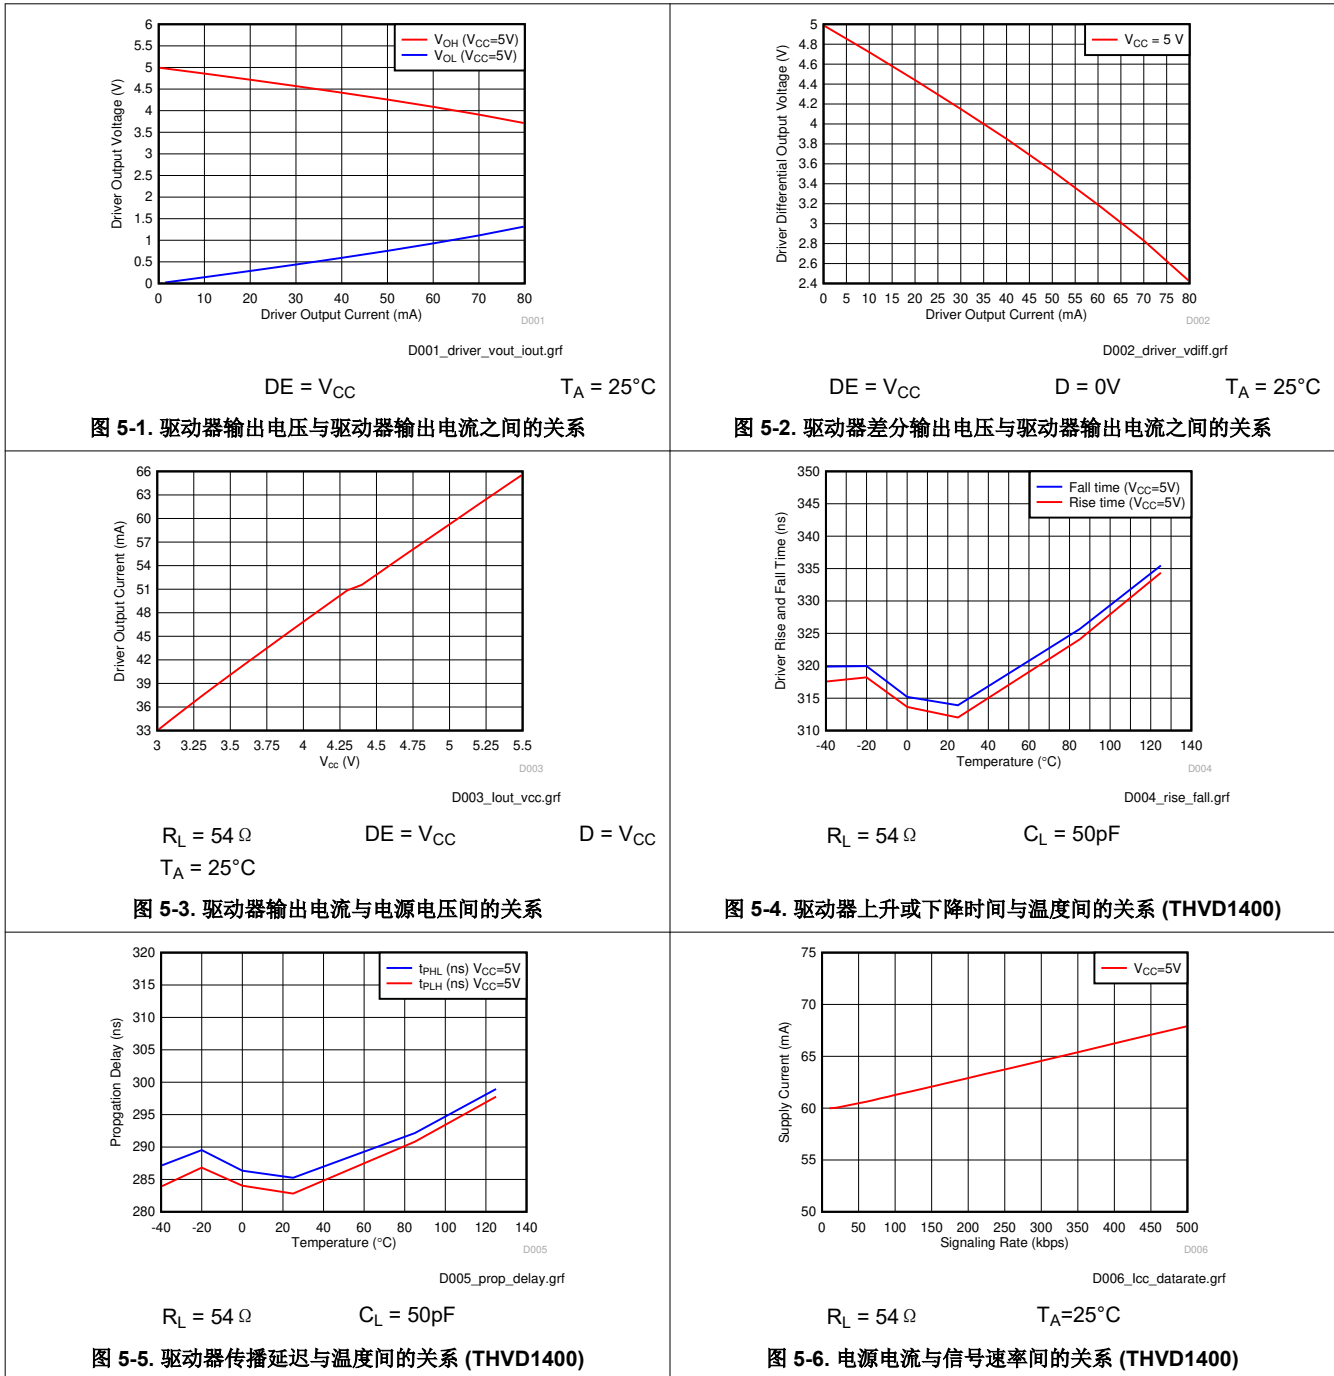 6
5.5
5
4.5
4
3.5
3
2.5
2
1.5
1
0.5
0
0 10 20 30 40 50 60 70 80
Driver Output Voltage (V)
Driver Output Current (mA)
VOH (VCC=5V)
VOL (VCC=5V)
D001
D001_driver_vout_iout.grf
DE = VCC TA = 25°C
图 5-1. 驱动器输出电压与驱动器输出电流之间的关系
5
4.8
4.6
4.4
4.2
4
3.8
3.6
3.4
3.2
3
2.8
2.6
2.4
0 5 10 15 20 25 30 35 40 45 50 55 60 65 70 75 80
Driver Differential Output Voltage (V)
Driver Output Current (mA)
VCC = 5 V
D002
D002_driver_vdiff.grf
DE = VCC D = 0V TA = 25°C
图 5-2. 驱动器差分输出电压与驱动器输出电流之间的关系
66
63
60
57
54
51
48
45
42
39
36
33
3 3.25 3.5 3.75 4 4.25 4.5 4.75 5 5.25 5.5
Driver Output Current (mA)
Vcc (V)
D003
D003_Iout_vcc.grf
RL = 54 Ω DE = VCC D = VCC
TA = 25°C
图 5-3. 驱动器输出电流与电源电压间的关系
350
345
340
335
330
325
320
315
310
-40 -20 0 20 40 60 80 100 120 140
Driver Rise and Fall Time (ns)
Temperature (°C)
Fall time (VCC=5V)
Rise time (VCC=5V)
D004
D004_rise_fall.grf
RL = 54 Ω CL = 50pF
图 5-4. 驱动器上升或下降时间与温度间的关系 (THVD1400)
320
315
310
305
300
295
290
285
280
-40 -20 0 20 40 60 80 100 120 140
Propgation Delay (ns)
Temperature (°C)
tPHL (ns) VCC=5V
tPLH (ns) VCC=5V
D005
D005_prop_delay.grf
RL = 54 Ω CL = 50pF
图 5-5. 驱动器传播延迟与温度间的关系 (THVD1400)
75
70
65
60
55
50
0 50 100 150 200 250 300 350 400 450 500
Supply Current (mA)
Signaling Rate (kbps)
VCC=5V
D006
D006_Icc_datarate.grf
RL = 54 Ω TA=25°C
图 5-6. 电源电流与信号速率间的关系 (THVD1400)